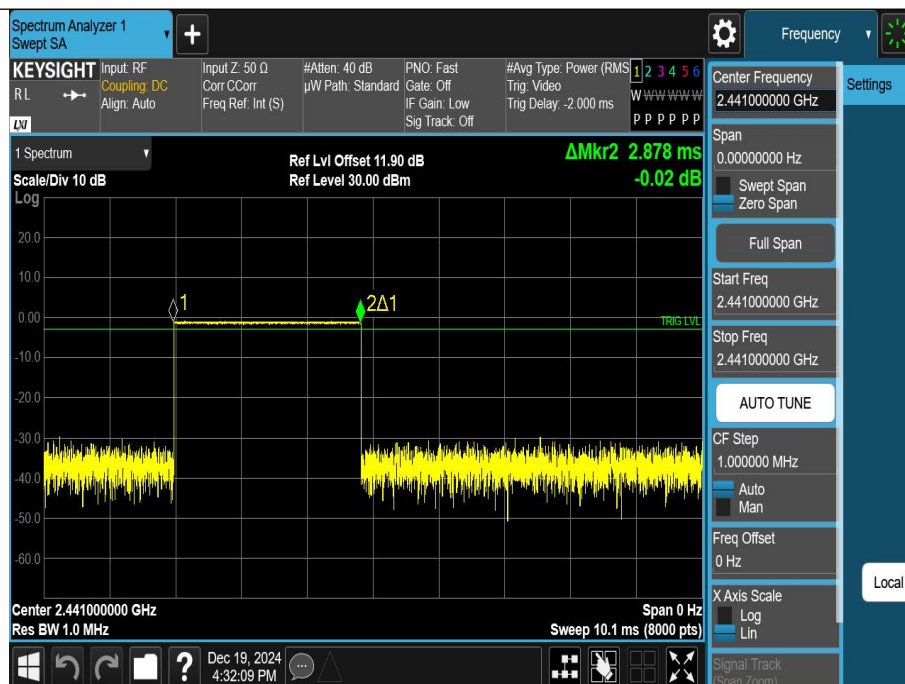 Spectrum Analyzer 1
Swept SA
+
Frequency
KEYSIGHT
RL
LXI
Input: RF
Coupling: DC
Align: Auto
Input Z: 50 Ω
Corr CCorr
Freq Ref: Int (S)
#Atten: 40 dB
µW Path: Standard
PNO: Fast
Gate: Off
IF Gain: Low
Sig Track: Off
#Avg Type: Power (RMS
Trig: Video
Trig Delay: -2.000 ms
1 2 3 4 5 6
W W W W W W
P P P P P P
1 Spectrum
Scale/Div 10 dB
Log
Ref Lvl Offset 11.90 dB
Ref Level 30.00 dBm
ΔMkr2 2.878 ms
-0.02 dB
20.0
10.0
0.00
-10.0
-20.0
-30.0
-40.0
-50.0
-60.0
1
2Δ1
TRIG LVL
Center 2.441000000 GHz
Res BW 1.0 MHz
Span 0 Hz
Sweep 10.1 ms (8000 pts)
?
Dec 19, 2024
4:32:09 PM
Center Frequency
2.441000000 GHz
Span
0.00000000 Hz
Swept Span
Zero Span
Full Span
Start Freq
2.441000000 GHz
Stop Freq
2.441000000 GHz
AUTO TUNE
CF Step
1.000000 MHz
Auto
Man
Freq Offset
0 Hz
X Axis Scale
Log
Lin
Signal Track
(Span Zoom)
Settings
Local